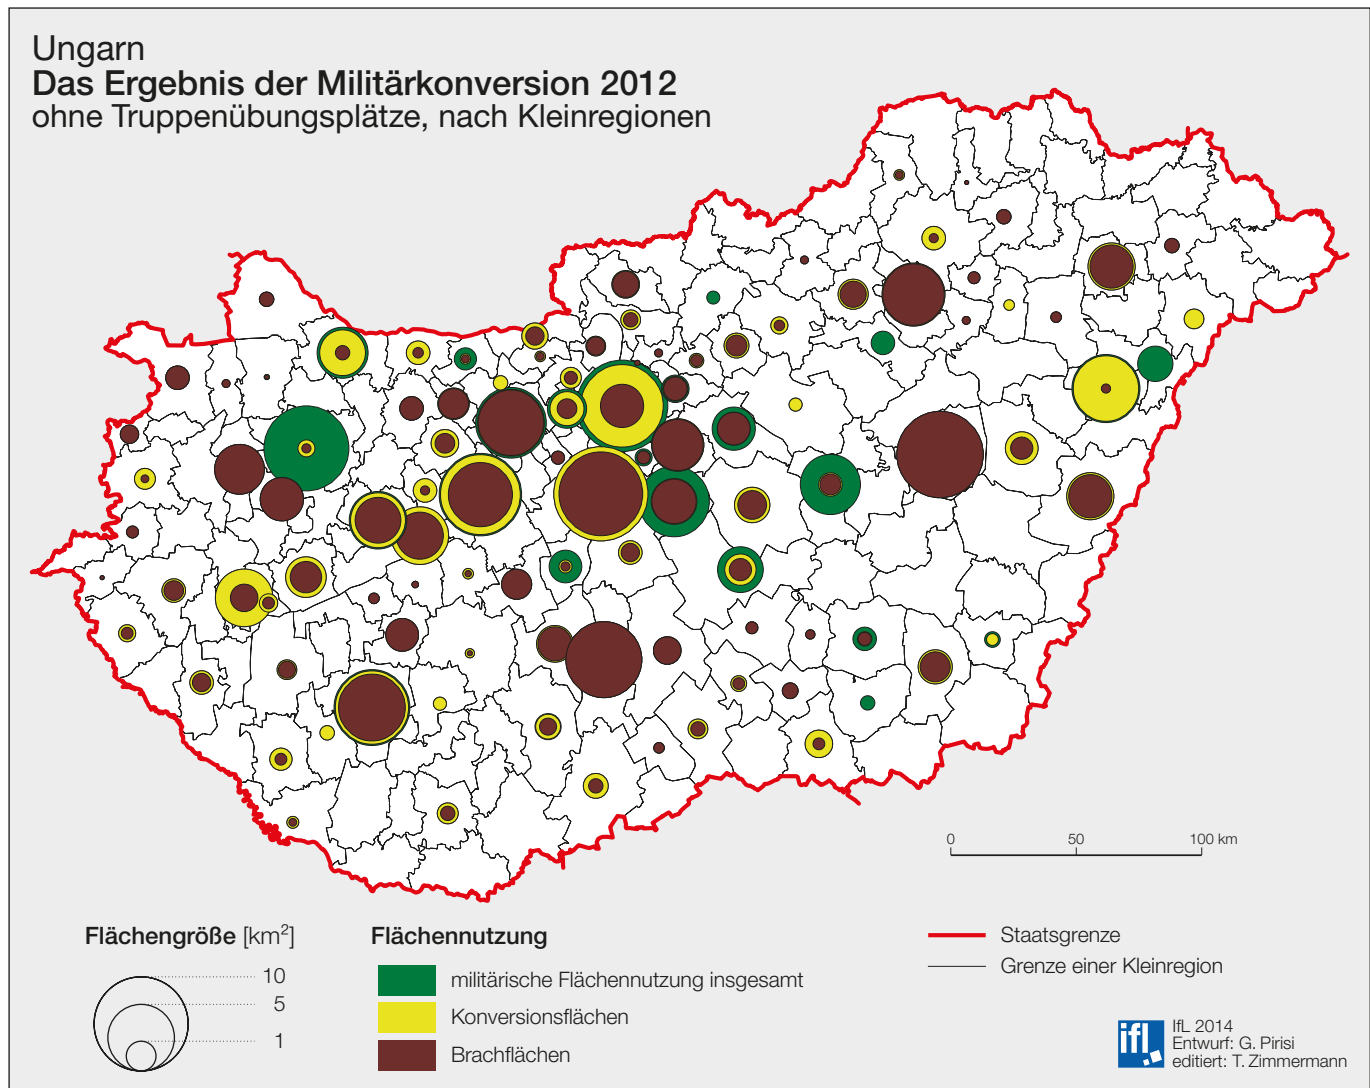 Ungarn
Das Ergebnis der Militärkonversion 2012
ohne Truppenübungsplätze, nach Kleinregionen
0 50 100 km
Flächengröße [km²]
10
5
1
Flächennutzung
militärische Flächennutzung insgesamt
Konversionsflächen
Brachflächen
Staatsgrenze
Grenze einer Kleinregion
ifl
IfL 2014
Entwurf: G. Pirisi
editiert: T. Zimmermann